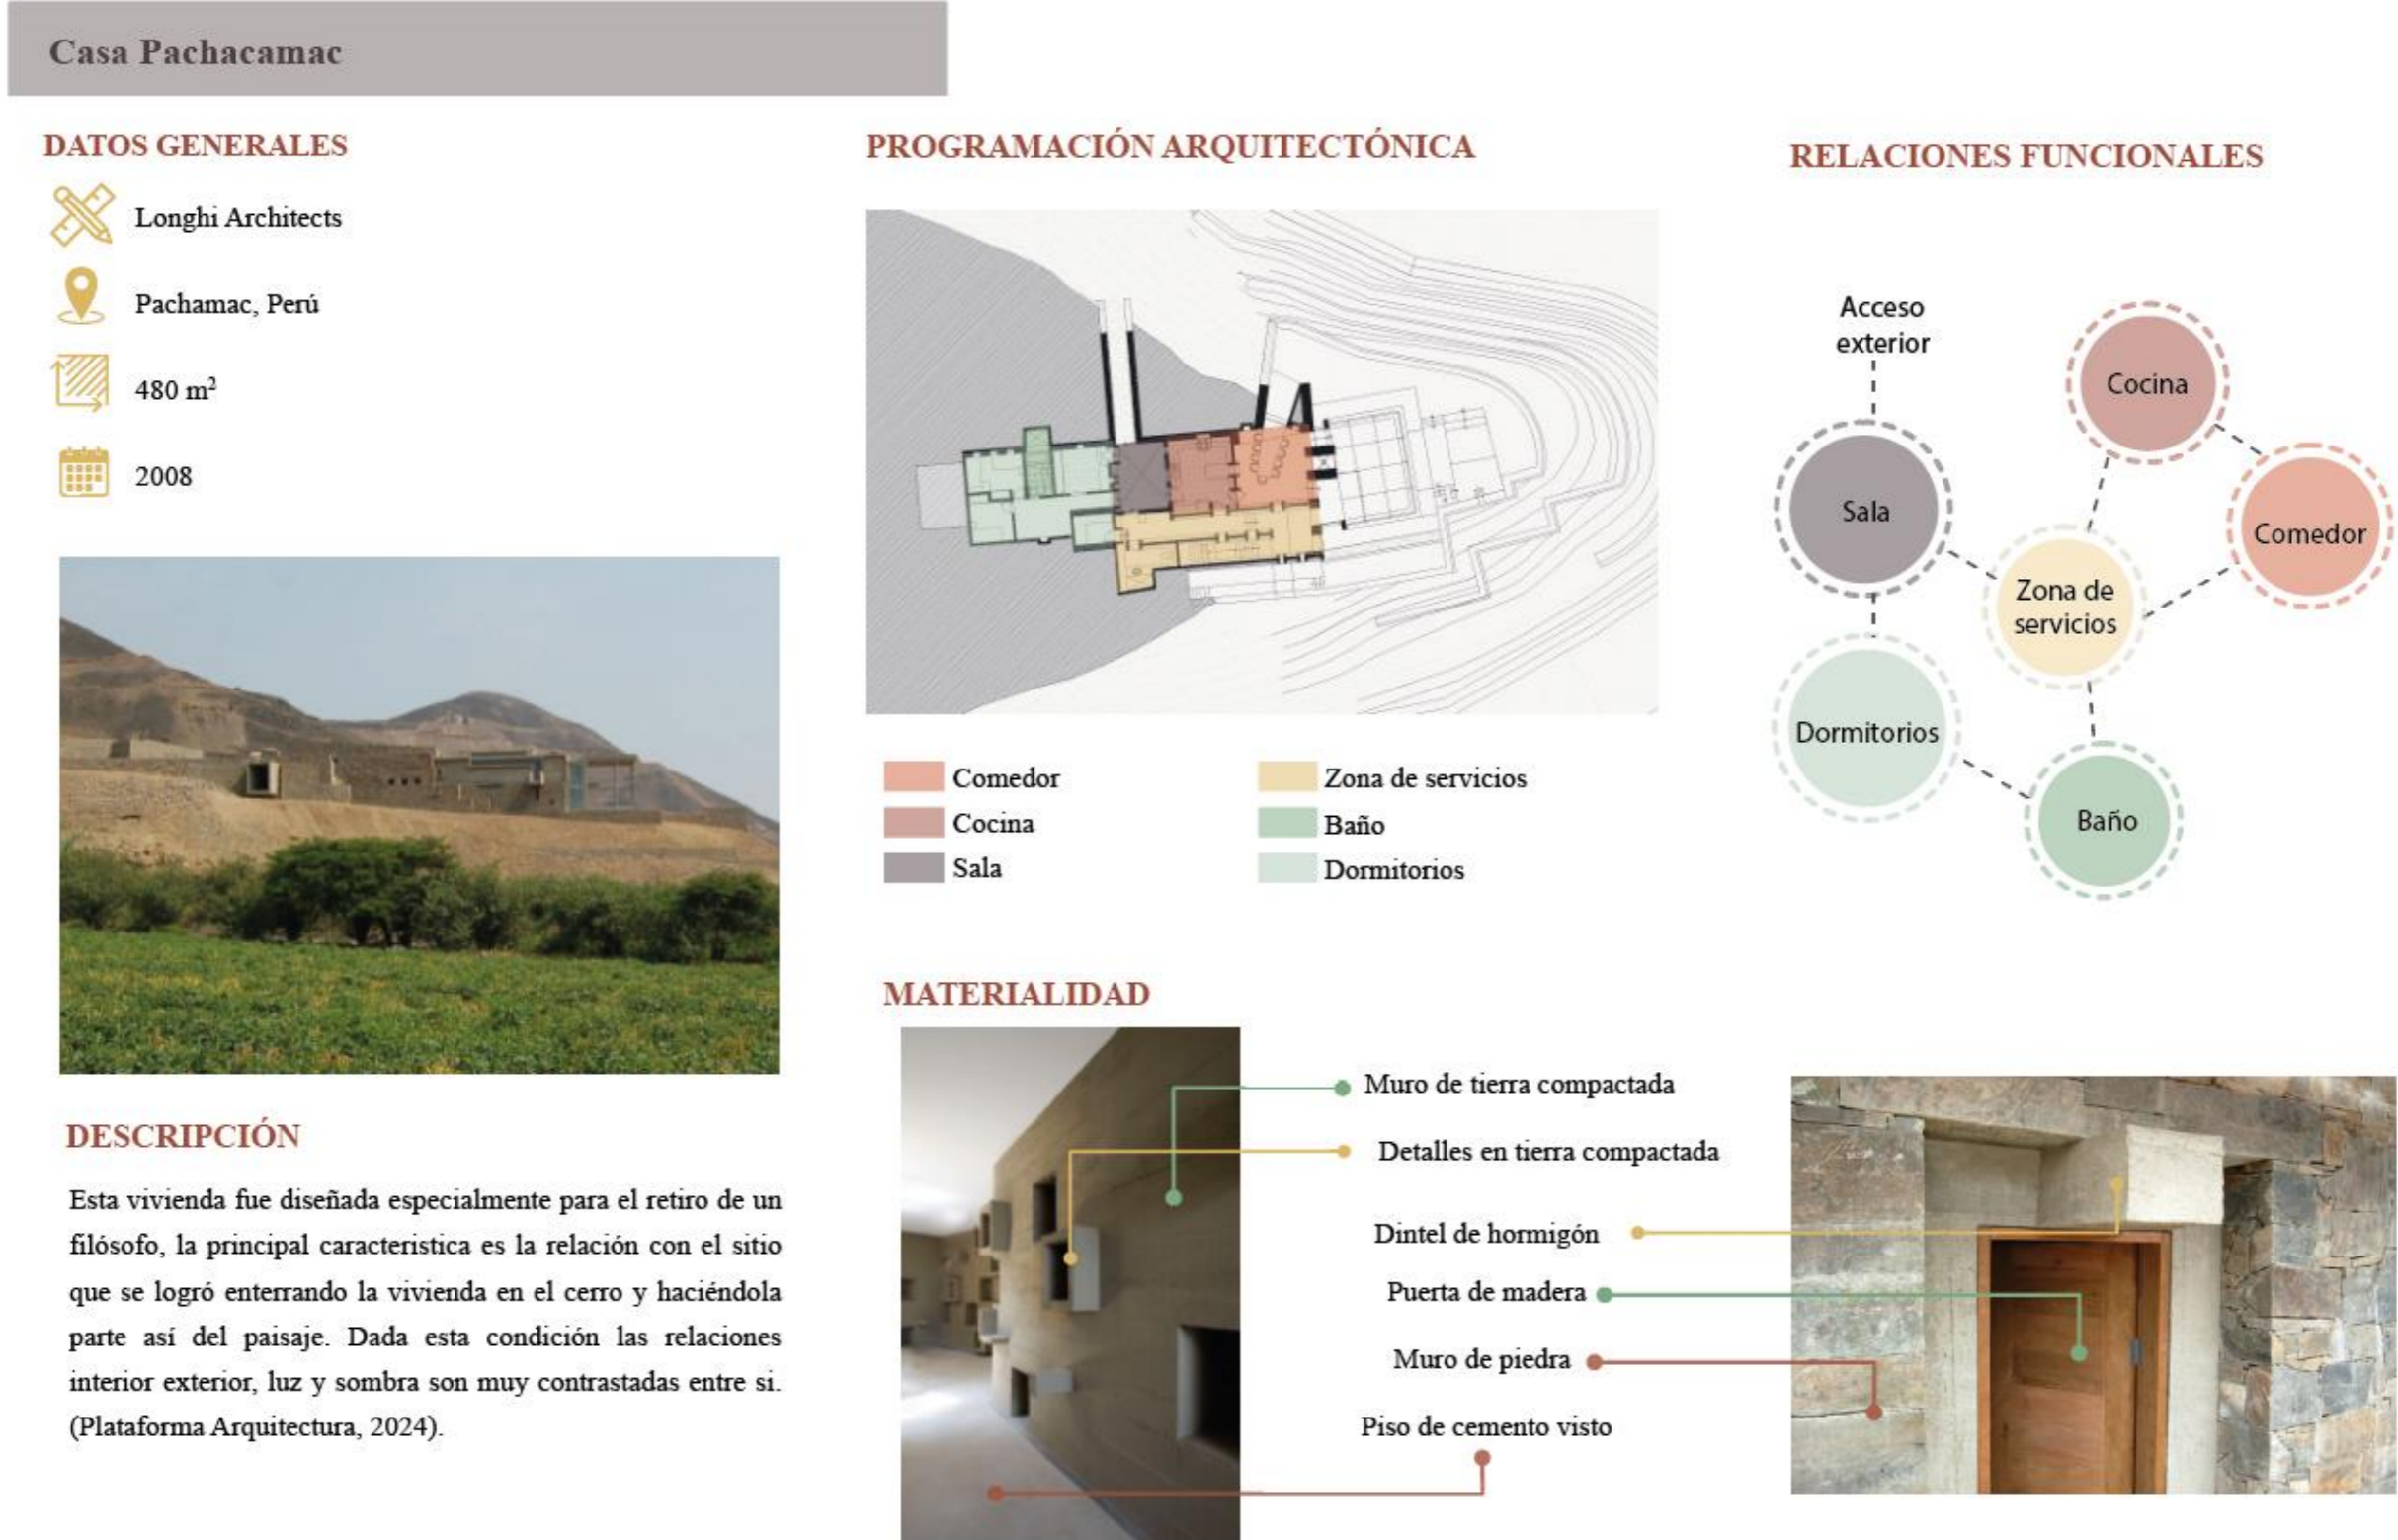 Casa Pachacamac
DATOS GENERALES
Longhi Architects
Pachamac, Perú
480 m²
2008
DESCRIPCIÓN
Esta vivienda fue diseñada especialmente para el retiro de un
filósofo, la principal caracteristica es la relación con el sitio
que se logró enterrando la vivienda en el cerro y haciéndola
parte así del paisaje. Dada esta condición las relaciones
interior exterior, luz y sombra son muy contrastadas entre si.
(Plataforma Arquitectura, 2024).
PROGRAMACIÓN ARQUITECTÓNICA
Comedor
Cocina
Sala
Zona de servicios
Baño
Dormitorios
RELACIONES FUNCIONALES
Acceso
exterior
Cocina
Sala
Comedor
Zona de
servicios
Dormitorios
Baño
MATERIALIDAD
Muro de tierra compactada
Detalles en tierra compactada
Dintel de hormigón
Puerta de madera
Muro de piedra
Piso de cemento visto